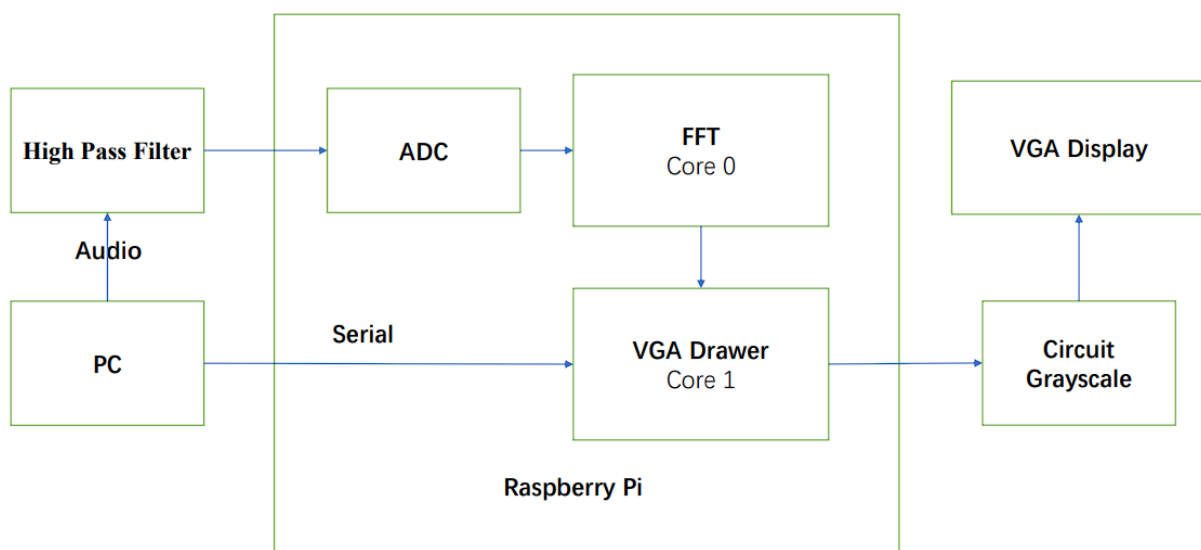 High Pass Filter
ADC
FFT
Core 0
VGA Display
Audio
PC
Serial
VGA Drawer
Core 1
Circuit
Grayscale
Raspberry Pi